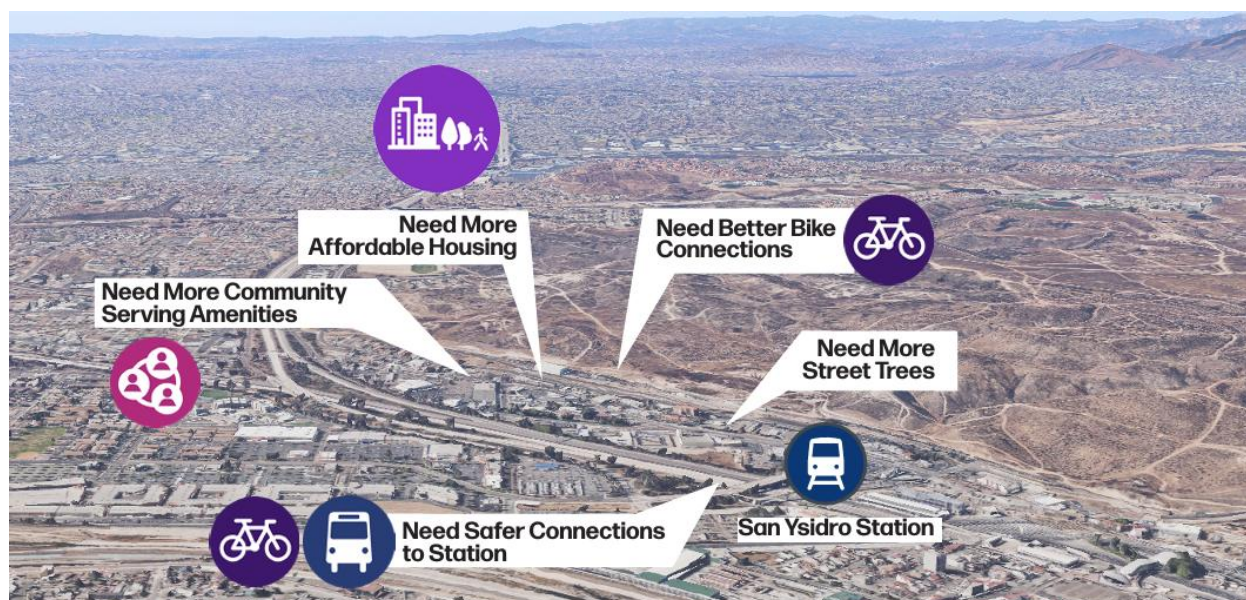 Need More
Affordable Housing
Need Better Bike
Connections
Need More Community
Serving Amenities
Need More
Street Trees
Need Safer Connections
to Station
San Ysidro Station